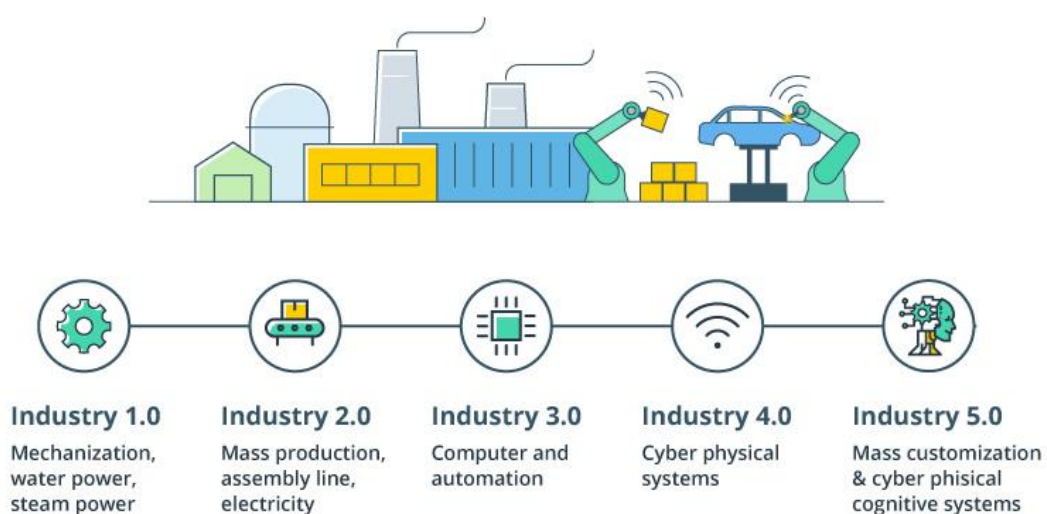 Industry 1.0
Mechanization,
water power,
steam power
Industry 2.0
Mass production,
assembly line,
electricity
Industry 3.0
Computer and
automation
Industry 4.0
Cyber physical
systems
Industry 5.0
Mass customization
& cyber phisical
cognitive systems